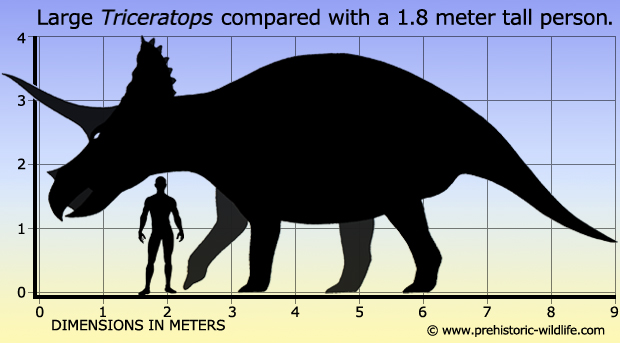 Large Triceratops compared with a 1.8 meter tall person.
4
3
2
1
0
0 1 2 3 4 5 6 7 8 9
DIMENSIONS IN METERS
© www.prehistoric-wildlife.com